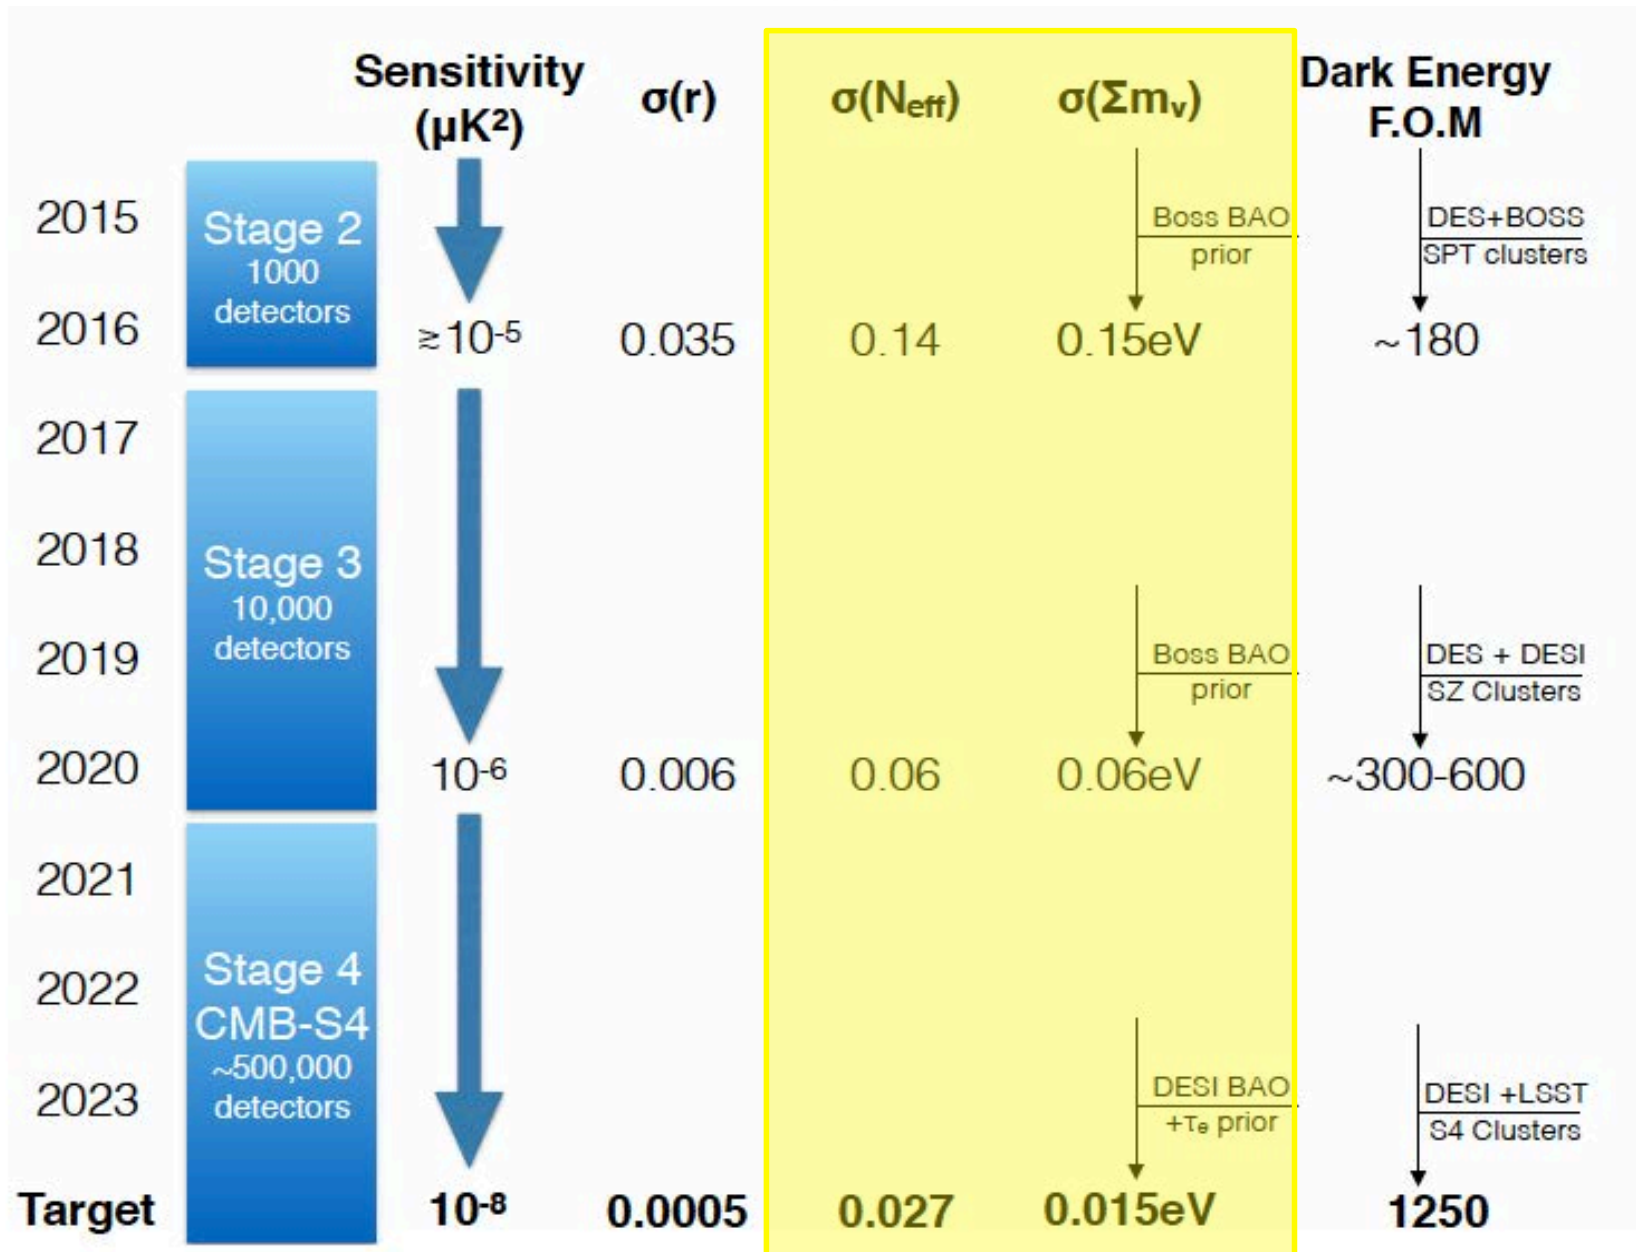 Sensitivity
(μK²)
σ(r)
σ(Neff)
σ(Σmν)
Dark Energy
F.O.M
2015
Stage 2
1000
detectors
Boss BAO
prior
DES+BOSS
SPT clusters
2016
≳10-5
0.035
0.14
0.15eV
~180
2017
2018
Stage 3
10,000
detectors
2019
Boss BAO
prior
DES + DESI
SZ Clusters
2020
10-6
0.006
0.06
0.06eV
~300-600
2021
2022
Stage 4
CMB-S4
~500,000
detectors
2023
DESI BAO
+τe prior
DESI +LSST
S4 Clusters
Target
10-8
0.0005
0.027
0.015eV
1250